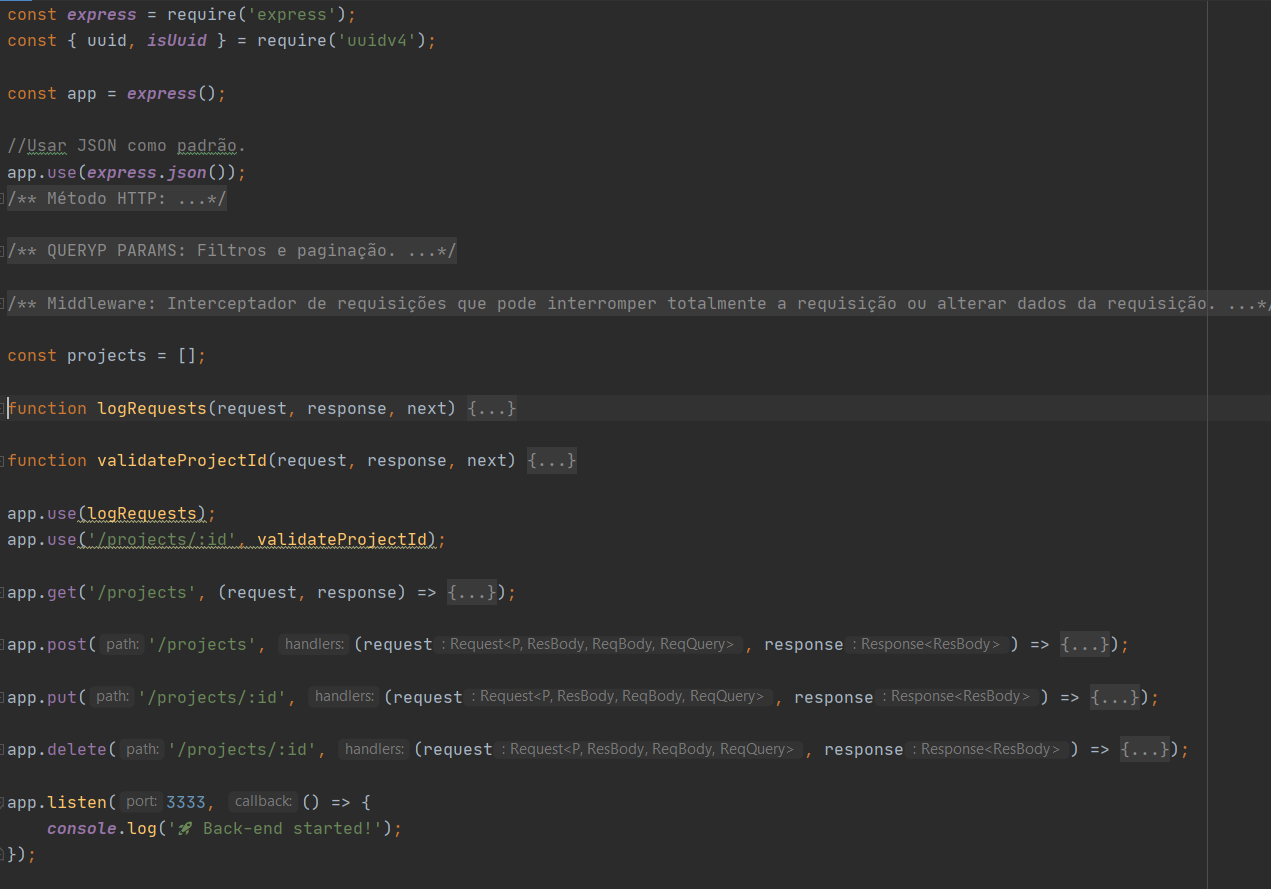 const express = require('express');
const { uuid, isUuid } = require('uuidv4');
const app = express();
//Usar JSON como padrão.
app.use(express.json());
/** Método HTTP: ...*/
/** QUERYP PARAMS: Filtros e paginação. ...*/
/** Middleware: Interceptador de requisições que pode interromper totalmente a requisição ou alterar dados da requisição. ...*/
const projects = [];
function logRequests(request, response, next) {...}
function validateProjectId(request, response, next) {...}
app.use(logRequests);
app.use('/projects/:id', validateProjectId);
app.get('/projects', (request, response) => {...});
app.post( path: '/projects', handlers: (request : Request<P, ResBody, ReqBody, ReqQuery> , response : Response<ResBody> ) => {...});
app.put( path: '/projects/:id', handlers: (request : Request<P, ResBody, ReqBody, ReqQuery> , response : Response<ResBody> ) => {...});
app.delete( path: '/projects/:id', handlers: (request : Request<P, ResBody, ReqBody, ReqQuery> , response : Response<ResBody> ) => {...});
app.listen( port: 3333, callback: () => {
    console.log('🚀 Back-end started!');
});